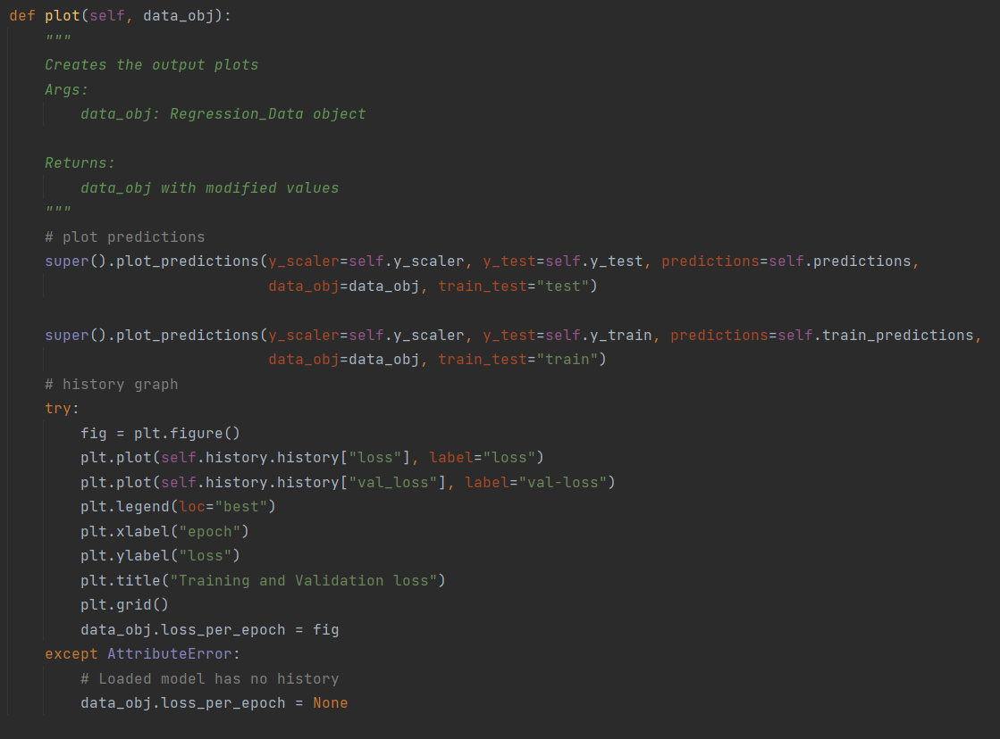 def plot(self, data_obj):
    """
    Creates the output plots
    Args:
        data_obj: Regression_Data object

    Returns:
        data_obj with modified values
    """
    # plot predictions
    super().plot_predictions(y_scaler=self.y_scaler, y_test=self.y_test, predictions=self.predictions,
                             data_obj=data_obj, train_test="test")

    super().plot_predictions(y_scaler=self.y_scaler, y_test=self.y_train, predictions=self.train_predictions,
                             data_obj=data_obj, train_test="train")
    # history graph
    try:
        fig = plt.figure()
        plt.plot(self.history.history["loss"], label="loss")
        plt.plot(self.history.history["val_loss"], label="val-loss")
        plt.legend(loc="best")
        plt.xlabel("epoch")
        plt.ylabel("loss")
        plt.title("Training and Validation loss")
        plt.grid()
        data_obj.loss_per_epoch = fig
    except AttributeError:
        # Loaded model has no history
        data_obj.loss_per_epoch = None